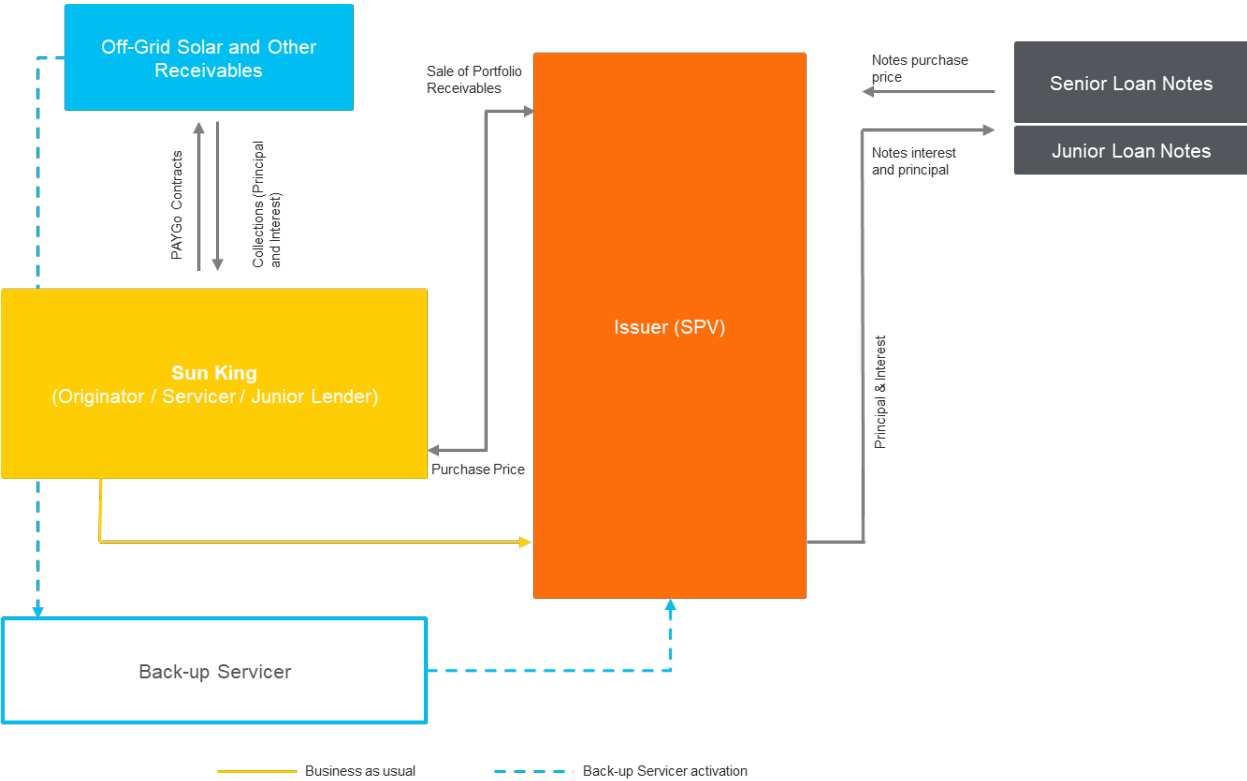 Off-Grid Solar and Other
Receivables
Sale of Portfolio
Receivables
Notes purchase
price
Senior Loan Notes
Junior Loan Notes
Notes interest
and principal
PAYGo Contracts
Collections (Principal
and Interest)
Issuer (SPV)
Sun King
(Originator / Servicer / Junior Lender)
Principal & Interest
Purchase Price
Back-up Servicer
Business as usual
Back-up Servicer activation